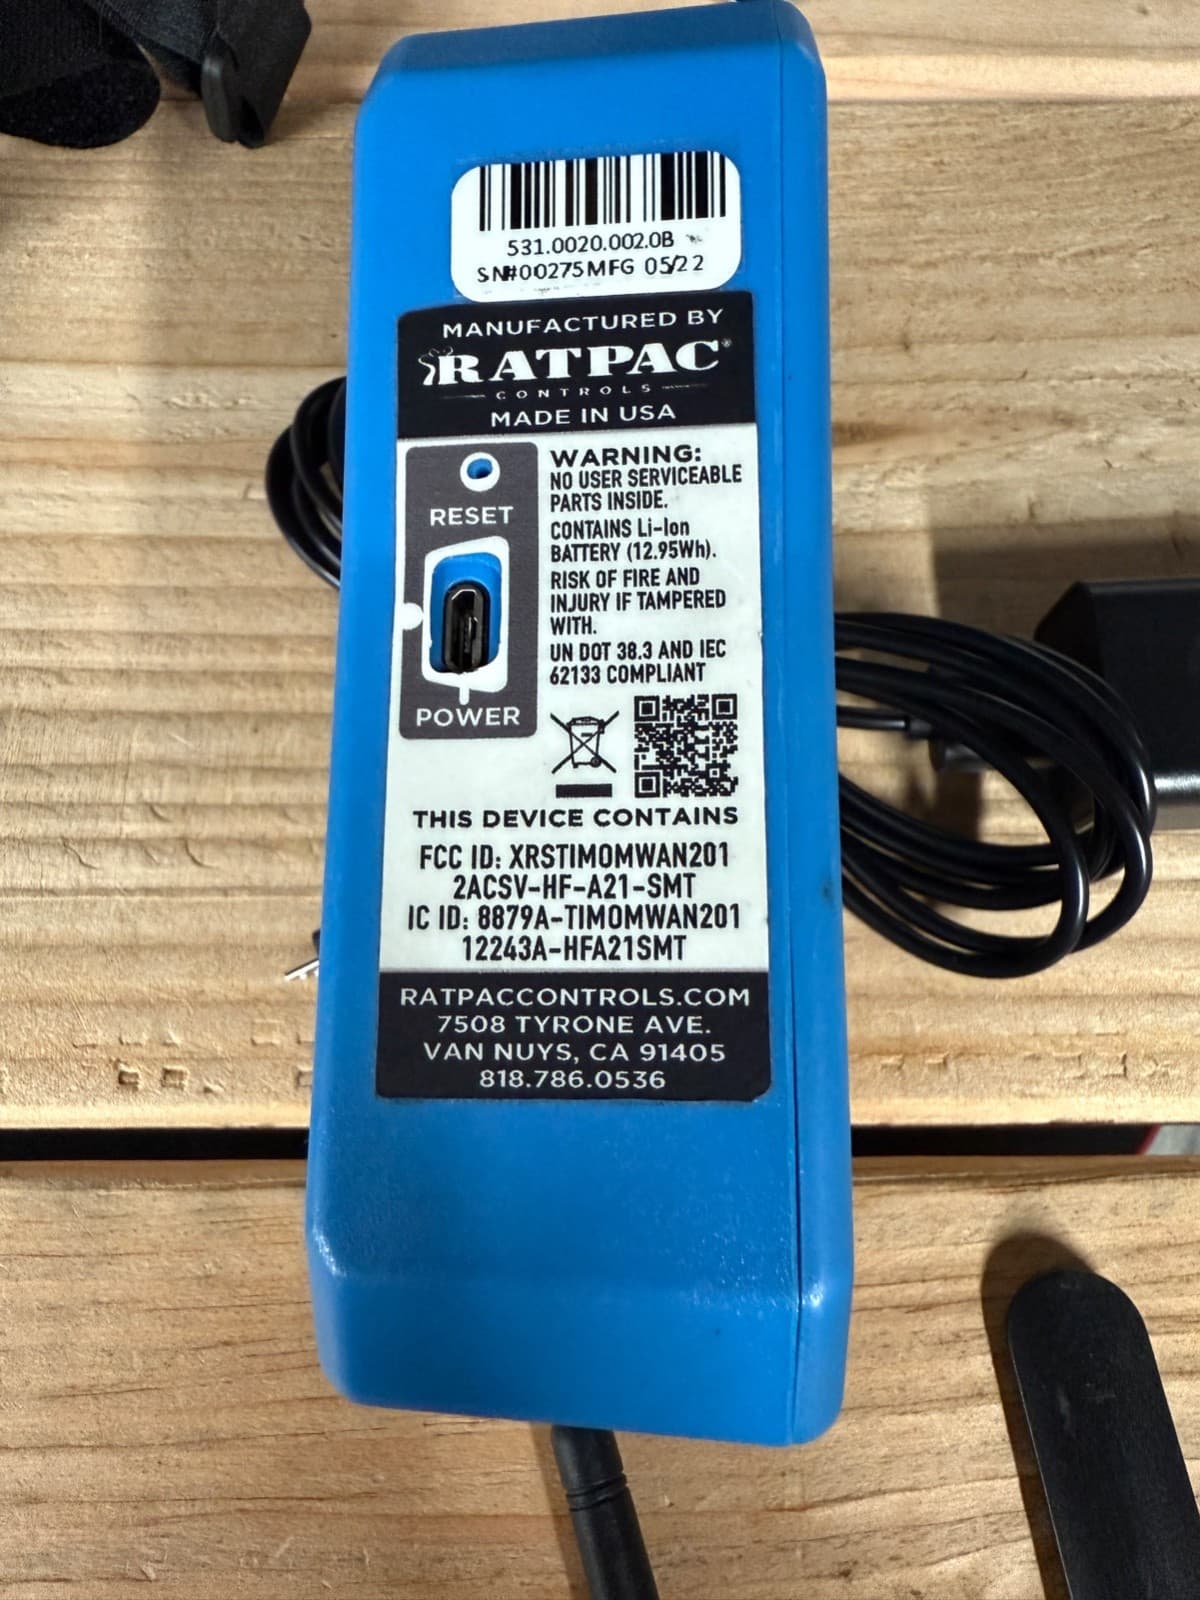 531.0020.002.0B
SN#00275MFG 05/22
MANUFACTURED BY
RATPAC®
CONTROLS
MADE IN USA
RESET
POWER
WARNING:
NO USER SERVICEABLE
PARTS INSIDE.
CONTAINS Li-Ion
BATTERY (12.95Wh).
RISK OF FIRE AND
INJURY IF TAMPERED
WITH.
UN DOT 38.3 AND IEC
62133 COMPLIANT
THIS DEVICE CONTAINS
FCC ID: XRSTIMOMWAN201
2ACSV-HF-A21-SMT
IC ID: 8879A-TIMOMWAN201
12243A-HFA21SMT
RATPACCONTROLS.COM
7508 TYRONE AVE.
VAN NUYS, CA 91405
818.786.0536